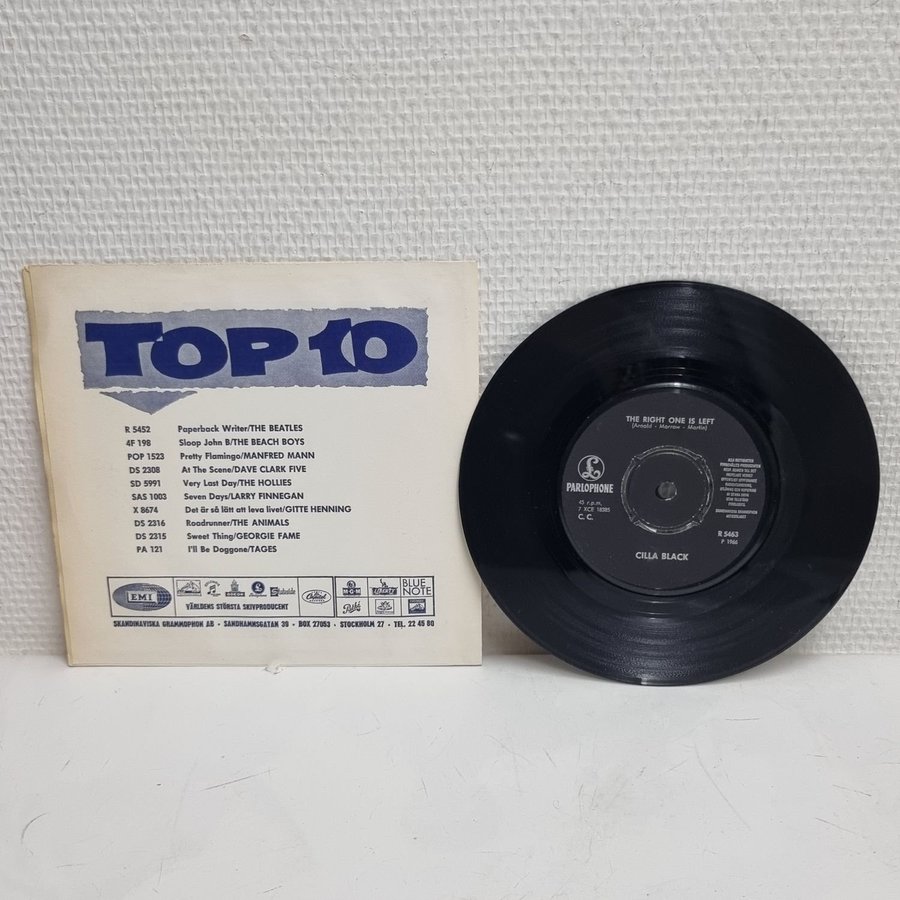 TOP 10
R 5452 Paperback Writer/THE BEATLES
4F 198 Sloop John B/THE BEACH BOYS
POP 1523 Pretty Flamingo/MANFRED MANN
DS 2308 At The Scene/DAVE CLARK FIVE
SD 5991 Very Last Day/THE HOLLIES
SAS 1003 Seven Days/LARRY FINNEGAN
X 8674 Det är så lätt att leva livet/GITTE HENNING
DS 2316 Roadrunner/THE ANIMALS
DS 2315 Sweet Thing/GEORGIE FAME
PA 121 I'll Be Doggone/TAGES
EMI
Capitol
MGM
BLUE NOTE
VÄRLDENS STÖRSTA SKIVPRODUCENT
SKANDINAVISKA GRAMMOPHON AB • SANDHAMNSGATAN 39 • BOX 27053 • STOCKHOLM 27 • TEL. 22 45 80
THE RIGHT ONE IS LEFT
(Arnold - Morrow - Martin)
£
PARLOPHONE
45 r.p.m.
7 XCE 18385
C. C.
R 5463
P 1966
CILLA BLACK